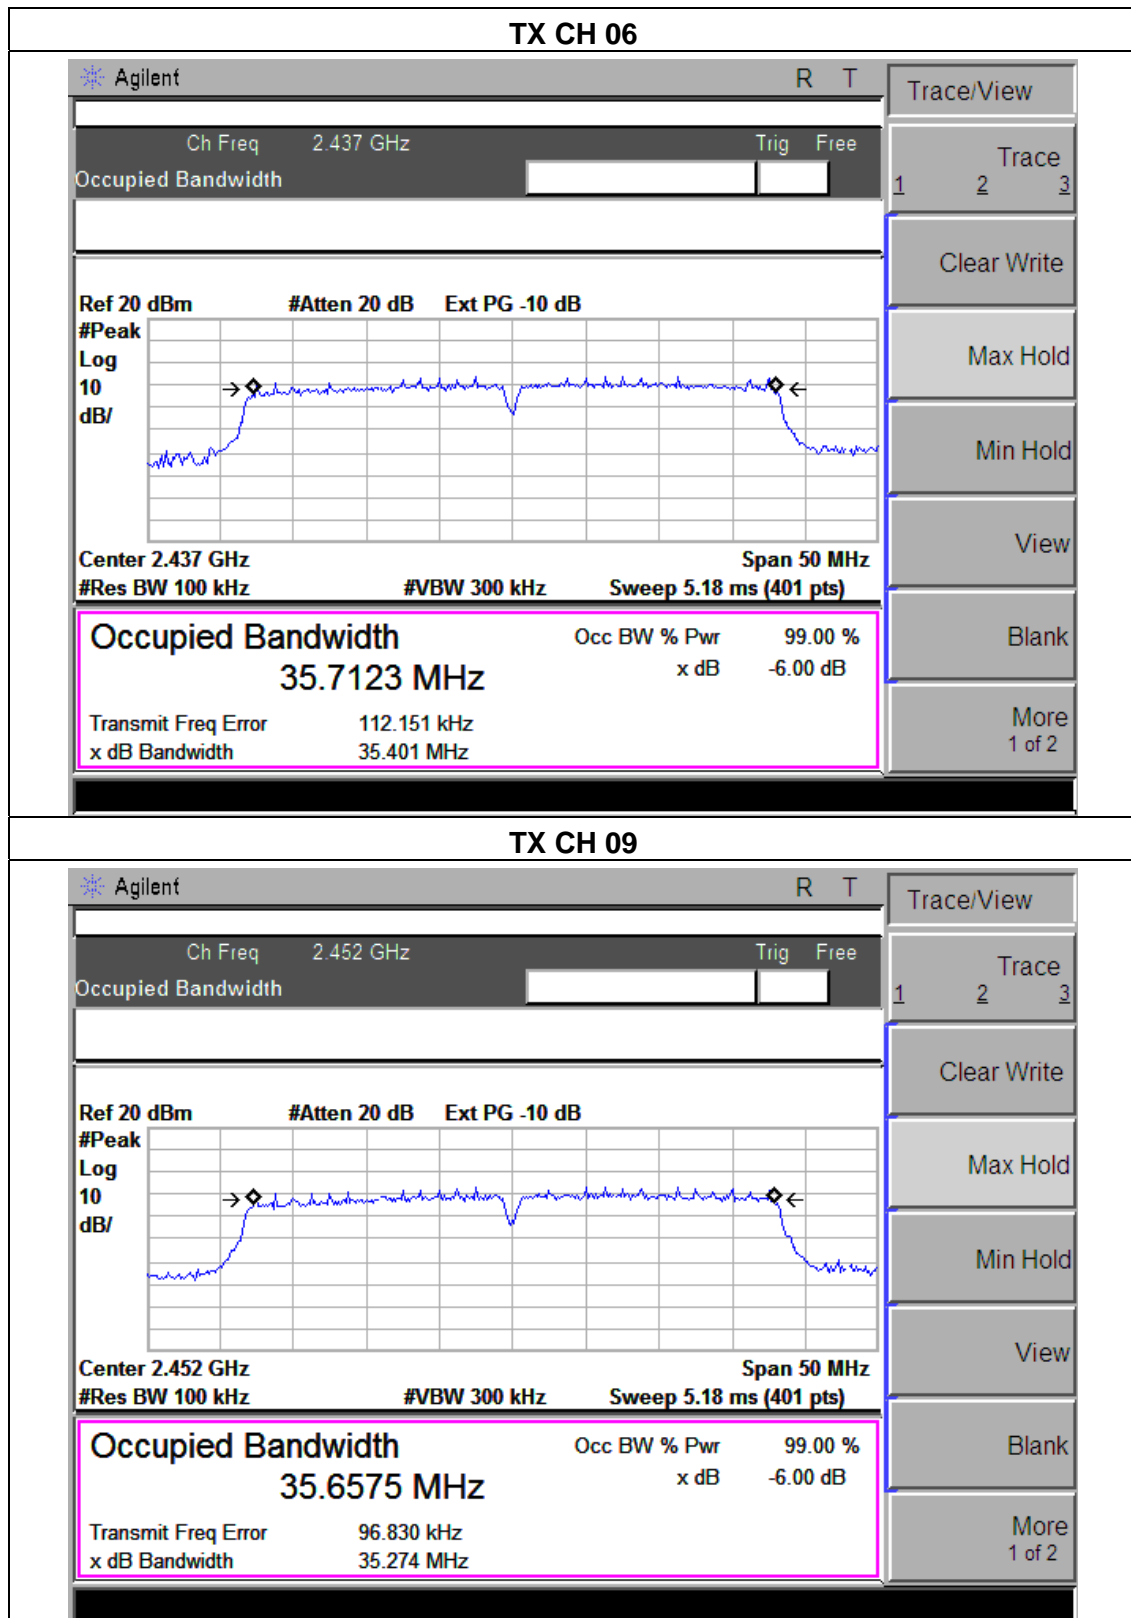 TX CH 06
Agilent R T
Trace/View
Ch Freq 2.437 GHz Trig Free
Occupied Bandwidth
Trace
1 2 3
Clear Write
Ref 20 dBm #Atten 20 dB Ext PG -10 dB
#Peak
Log
10
dB/
Max Hold
Min Hold
View
Center 2.437 GHz Span 50 MHz
#Res BW 100 kHz #VBW 300 kHz Sweep 5.18 ms (401 pts)
Occupied Bandwidth Occ BW % Pwr 99.00 %
35.7123 MHz x dB -6.00 dB
Blank
Transmit Freq Error 112.151 kHz
x dB Bandwidth 35.401 MHz
More
1 of 2
TX CH 09
Agilent R T
Trace/View
Ch Freq 2.452 GHz Trig Free
Occupied Bandwidth
Trace
1 2 3
Clear Write
Ref 20 dBm #Atten 20 dB Ext PG -10 dB
#Peak
Log
10
dB/
Max Hold
Min Hold
View
Center 2.452 GHz Span 50 MHz
#Res BW 100 kHz #VBW 300 kHz Sweep 5.18 ms (401 pts)
Occupied Bandwidth Occ BW % Pwr 99.00 %
35.6575 MHz x dB -6.00 dB
Blank
Transmit Freq Error 96.830 kHz
x dB Bandwidth 35.274 MHz
More
1 of 2